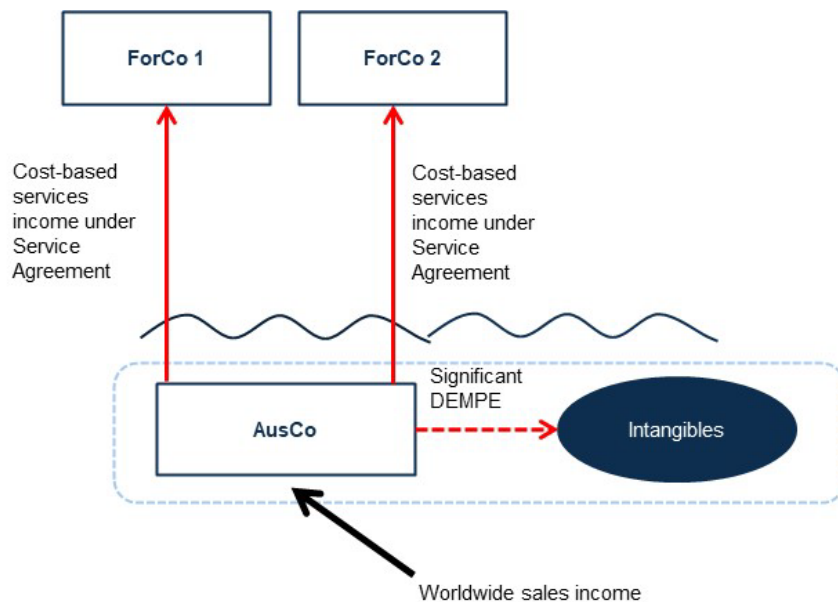 ForCo 1
ForCo 2
Cost-based
services
income under
Service
Agreement
Cost-based
services
income under
Service
Agreement
Significant
DEMPE
AusCo
Intangibles
Worldwide sales income